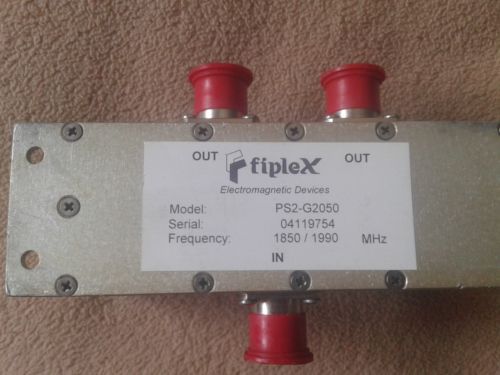 OUT fipleX OUT
Electromagnetic Devices
Model: PS2-G2050
Serial: 04119754
Frequency: 1850 / 1990 MHz
IN